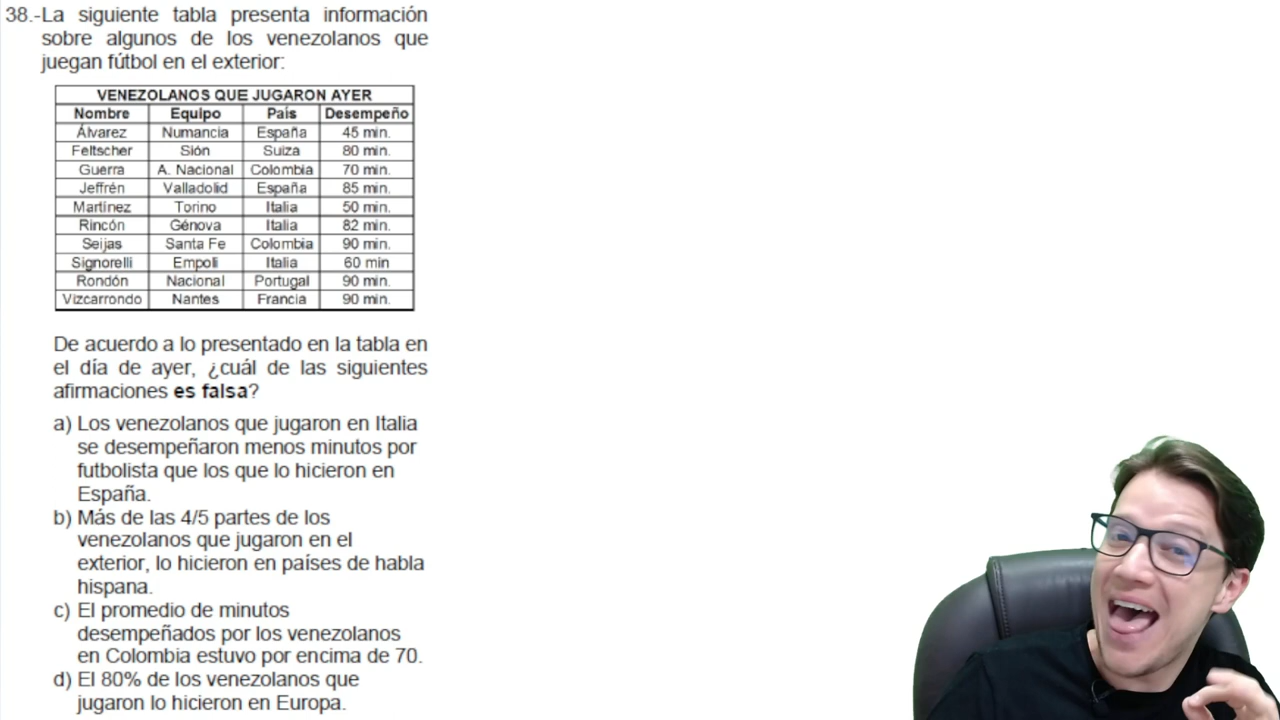 38.-La siguiente tabla presenta información
sobre algunos de los venezolanos que
juegan fútbol en el exterior:
VENEZOLANOS QUE JUGARON AYER
Nombre Equipo País Desempeño
Álvarez Numancia España 45 min.
Feltscher Sión Suiza 80 min.
Guerra A. Nacional Colombia 70 min.
Jeffrén Valladolid España 85 min.
Martínez Torino Italia 50 min.
Rincón Génova Italia 82 min.
Seijas Santa Fe Colombia 90 min.
Signorelli Empoli Italia 60 min
Rondón Nacional Portugal 90 min.
Vizcarrondo Nantes Francia 90 min.
De acuerdo a lo presentado en la tabla en
el día de ayer, ¿cuál de las siguientes
afirmaciones es falsa?
a) Los venezolanos que jugaron en Italia
se desempeñaron menos minutos por
futbolista que los que lo hicieron en
España.
b) Más de las 4/5 partes de los
venezolanos que jugaron en el
exterior, lo hicieron en países de habla
hispana.
c) El promedio de minutos
desempeñados por los venezolanos
en Colombia estuvo por encima de 70.
d) El 80% de los venezolanos que
jugaron lo hicieron en Europa.